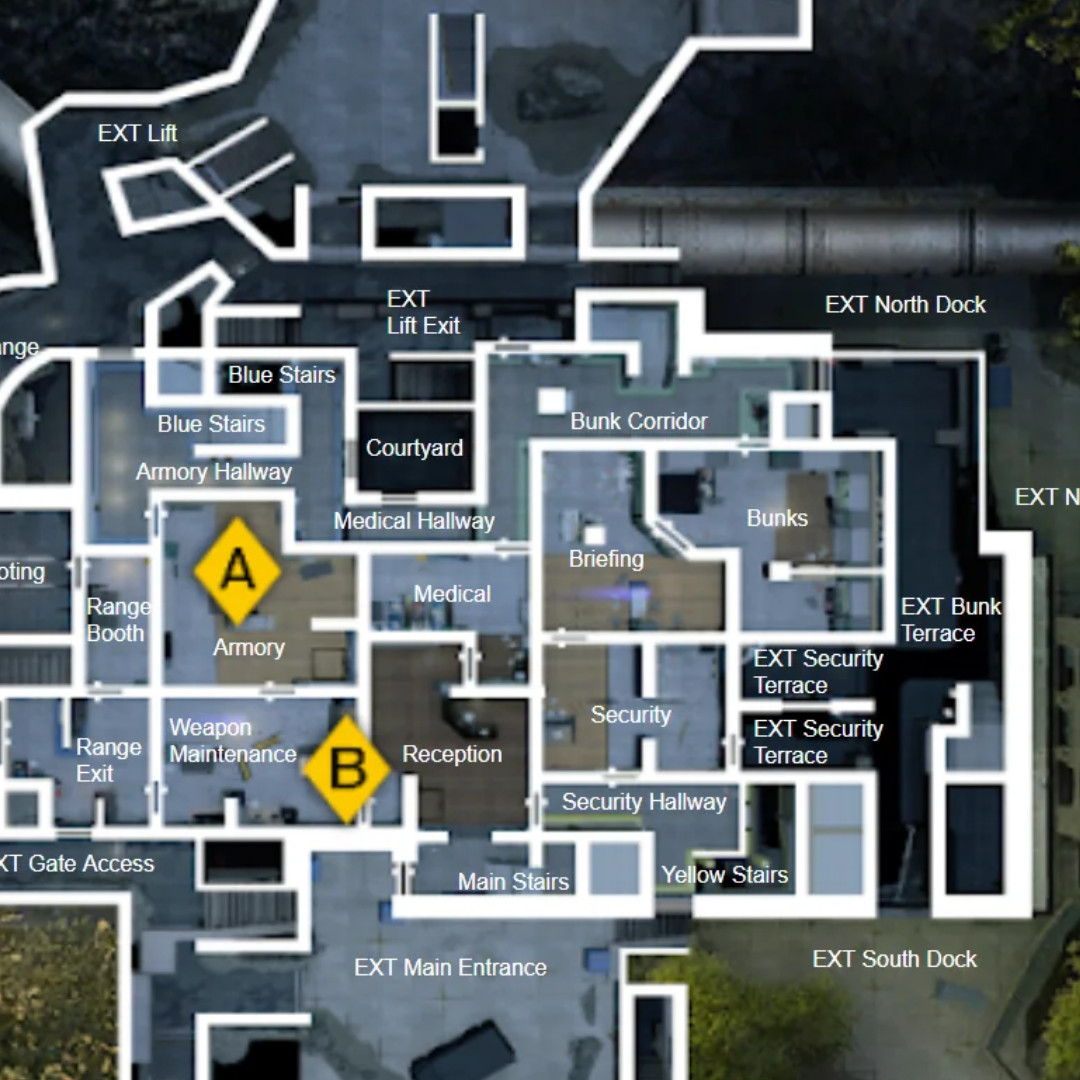 EXT Lift
EXT
Lift Exit
EXT North Dock
nge
Blue Stairs
Blue Stairs
Bunk Corridor
Courtyard
Armory Hallway
EXT N
Medical Hallway
Bunks
A
Briefing
oting
Medical
Range
Booth
EXT Bunk
Terrace
Armory
EXT Security
Terrace
Security
Weapon
Maintenance
EXT Security
Terrace
Range
Exit
Reception
B
Security Hallway
XT Gate Access
Main Stairs
Yellow Stairs
EXT Main Entrance
EXT South Dock